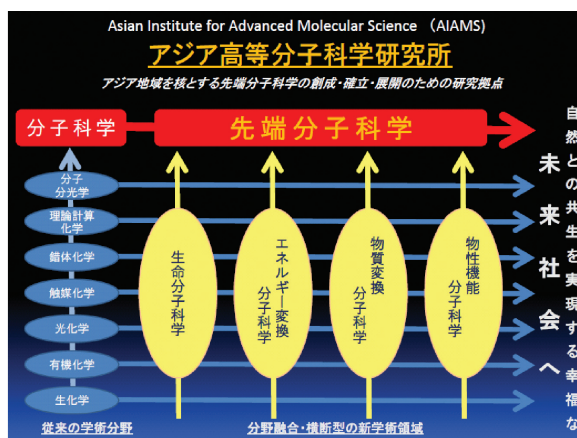 Asian Institute for Advanced Molecular Science （AIAMS)
アジア高等分子科学研究所
アジア地域を核とする先端分子科学の創成・確立・展開のための研究拠点
分子科学
先端分子科学
分子
分光学
理論計算
化学
錯体化学
触媒化学
光化学
有機化学
生化学
生命分子科学
エネルギー変換
分子科学
物質変換
分子科学
物性機能
分子科学
自然との共生を実現する幸福な
未来社会へ
従来の学術分野
分野融合・横断型の新学術領域